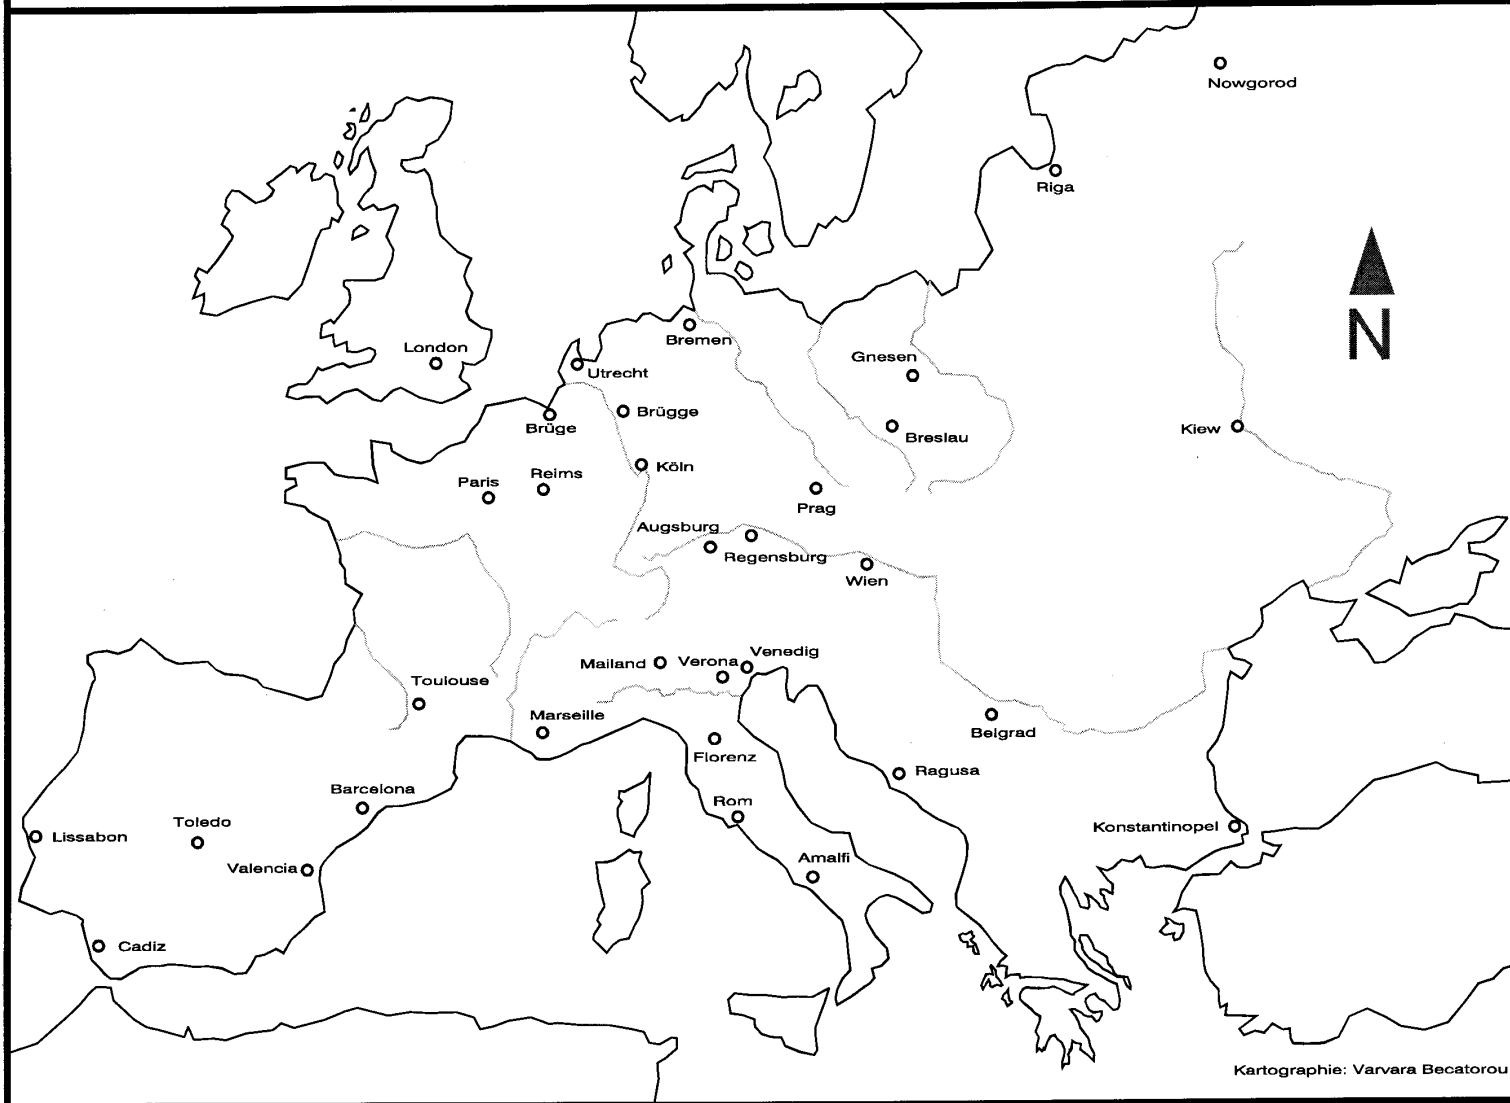 Nowgorod
Riga
N
London
Bremen
Utrecht
Gnesen
Brügge
Brüge
Breslau
Kiew
Köln
Reims
Paris
Prag
Augsburg
Regensburg
Wien
Venedig
Mailand
Verona
Toulouse
Marseille
Belgrad
Florenz
Ragusa
Barcelona
Rom
Toledo
Lissabon
Konstantinopel
Valencia
Amalfi
Cadiz
Kartographie: Varvara Becatorou